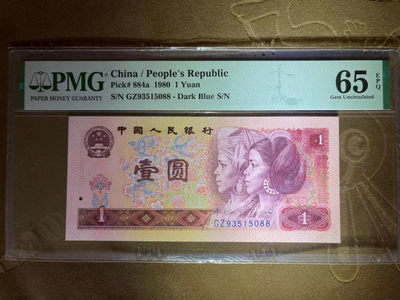 PMG
PAPER MONEY GUARANTY
China / People's Republic
Pick# 884a 1980 1 Yuan
S/N GZ93515088 - Dark Blue S/N
65 EPQ
Gem Uncirculated
中国人民银行
1
壹圆
1
GZ93515088